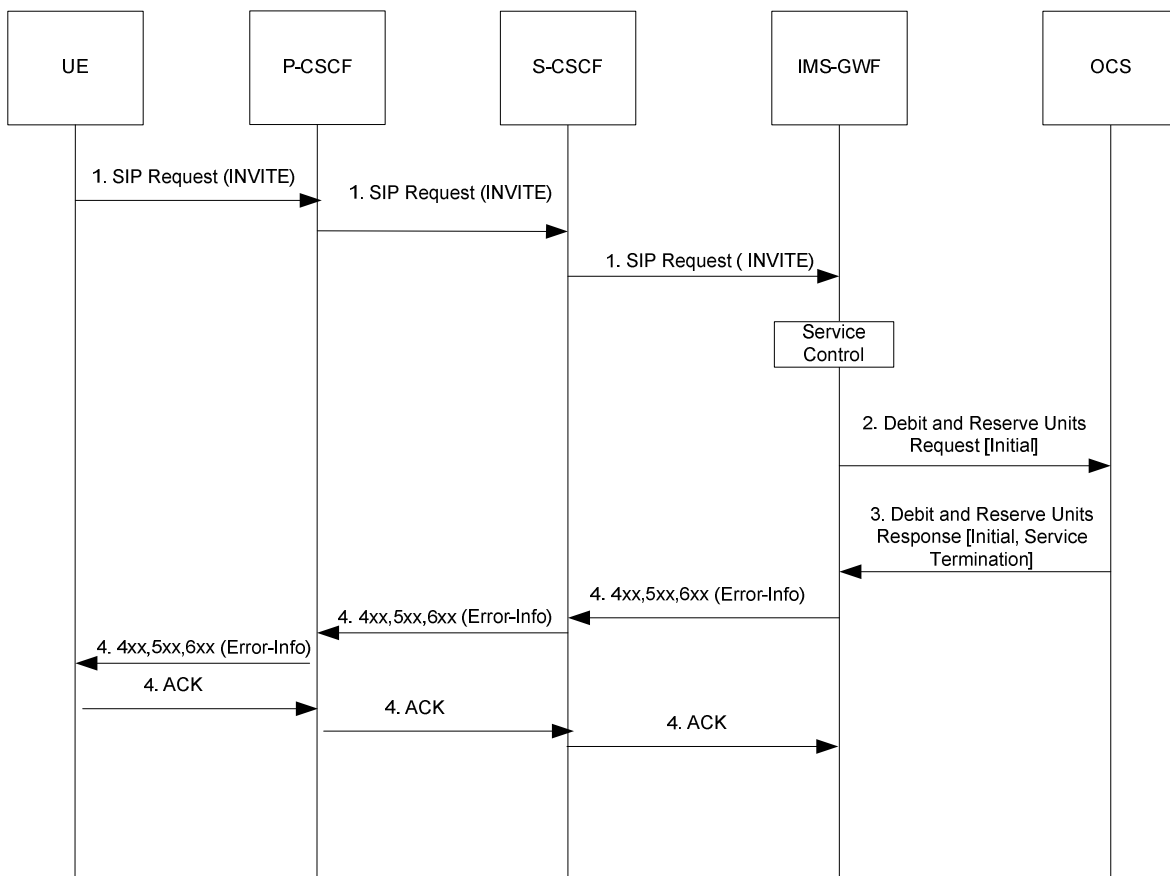 UE
P-CSCF
S-CSCF
IMS-GWF
OCS
1. SIP Request (INVITE)
1. SIP Request (INVITE)
1. SIP Request ( INVITE)
Service
Control
2. Debit and Reserve Units
Request [Initial]
3. Debit and Reserve Units
Response [Initial, Service
Termination]
4. 4xx,5xx,6xx (Error-Info)
4. 4xx,5xx,6xx (Error-Info)
4. 4xx,5xx,6xx (Error-Info)
4. ACK
4. ACK
4. ACK